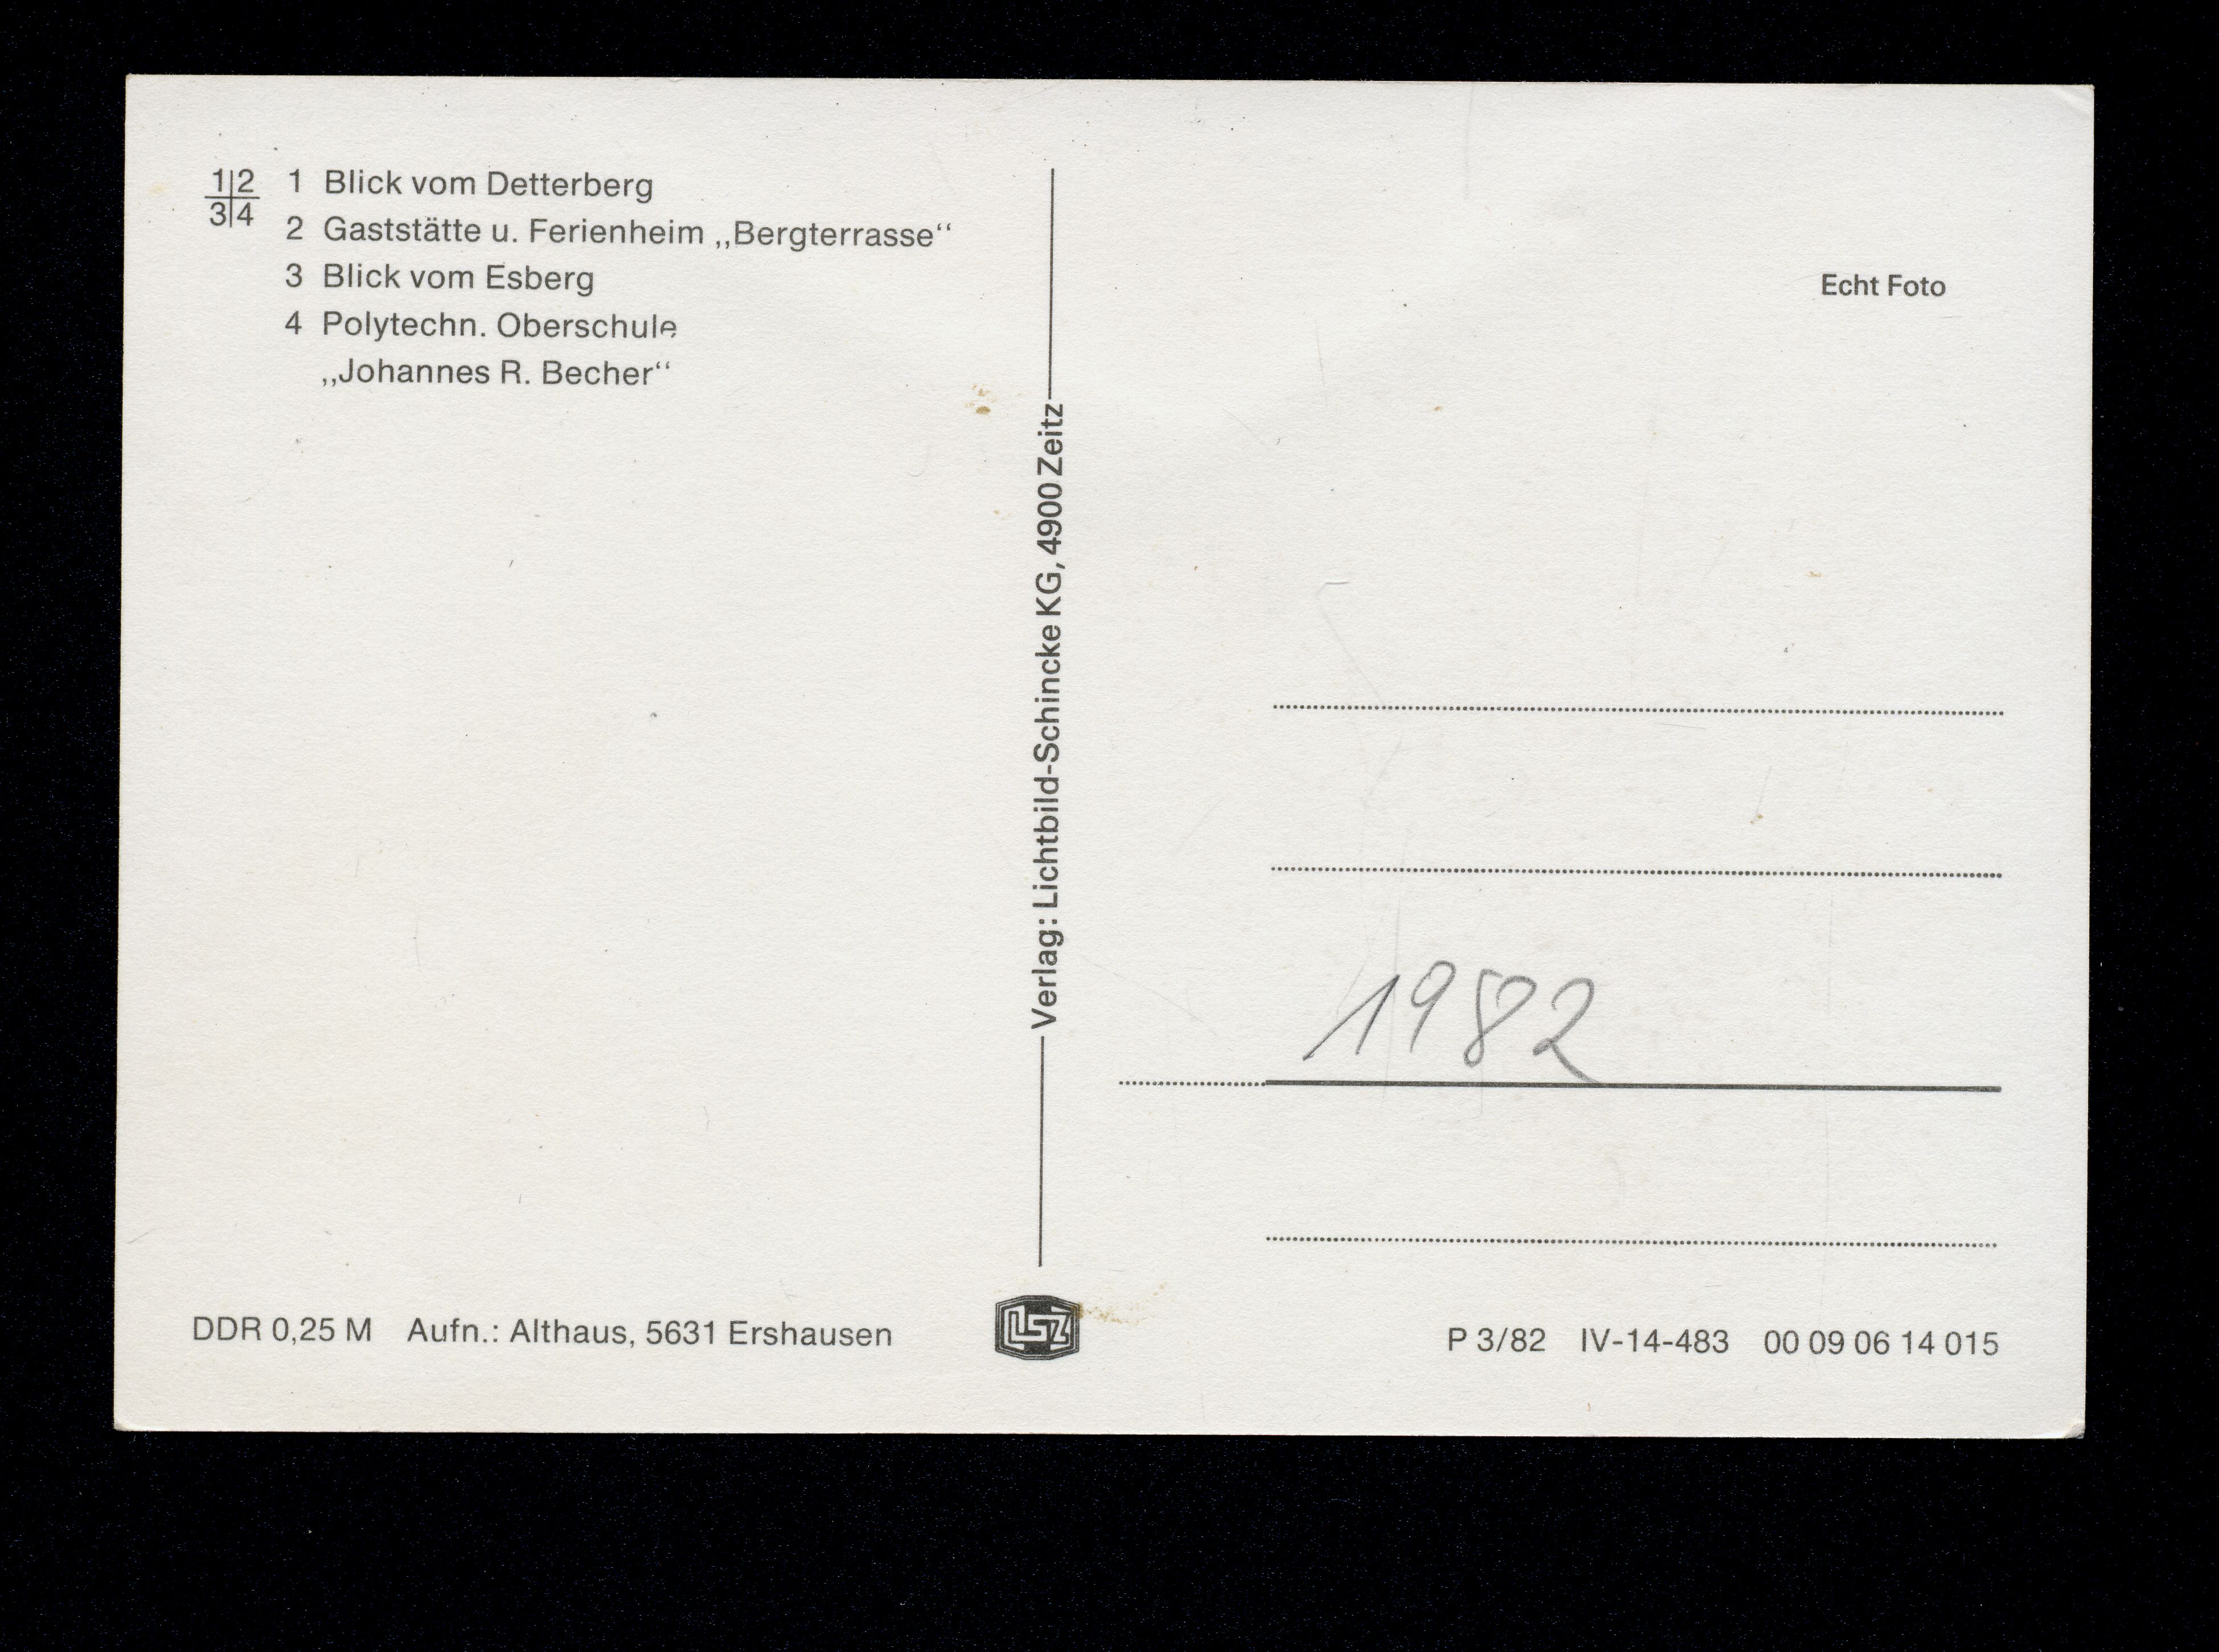 1 2
3 4
1 Blick vom Detterberg
2 Gaststätte u. Ferienheim „Bergterrasse“
3 Blick vom Esberg
4 Polytechn. Oberschule
„Johannes R. Becher“
DDR 0,25 M Aufn.: Althaus, 5631 Ershausen
Verlag: Lichtbild-Schincke KG, 4900 Zeitz
LSZ
Echt Foto
1982
P 3/82 IV-14-483 00 09 06 14 015